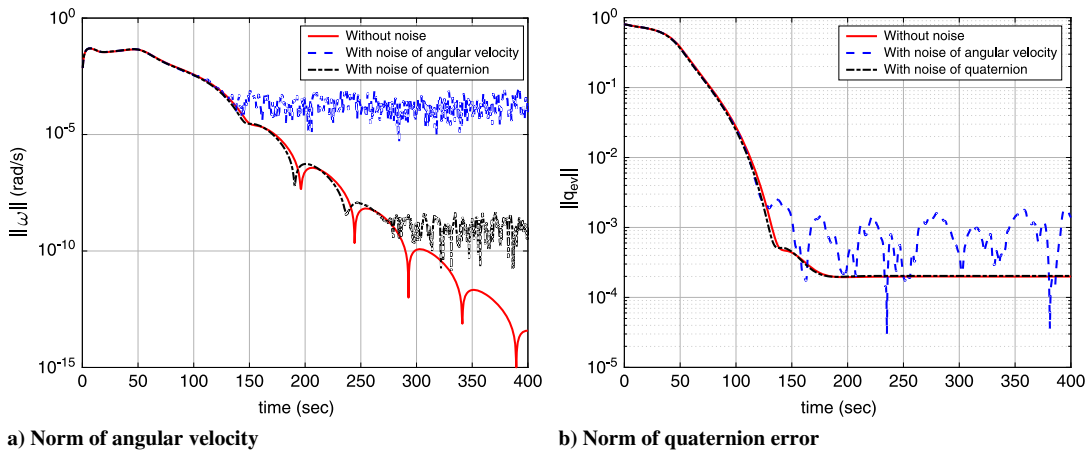 10^0
10^-5
10^-10
10^-15
||ω|| (rad/s)
0 50 100 150 200 250 300 350 400
time (sec)
Without noise
With noise of angular velocity
With noise of quaternion
a) Norm of angular velocity
10^0
10^-1
10^-2
10^-3
10^-4
10^-5
||q_ev||
0 50 100 150 200 250 300 350 400
time (sec)
Without noise
With noise of angular velocity
With noise of quaternion
b) Norm of quaternion error